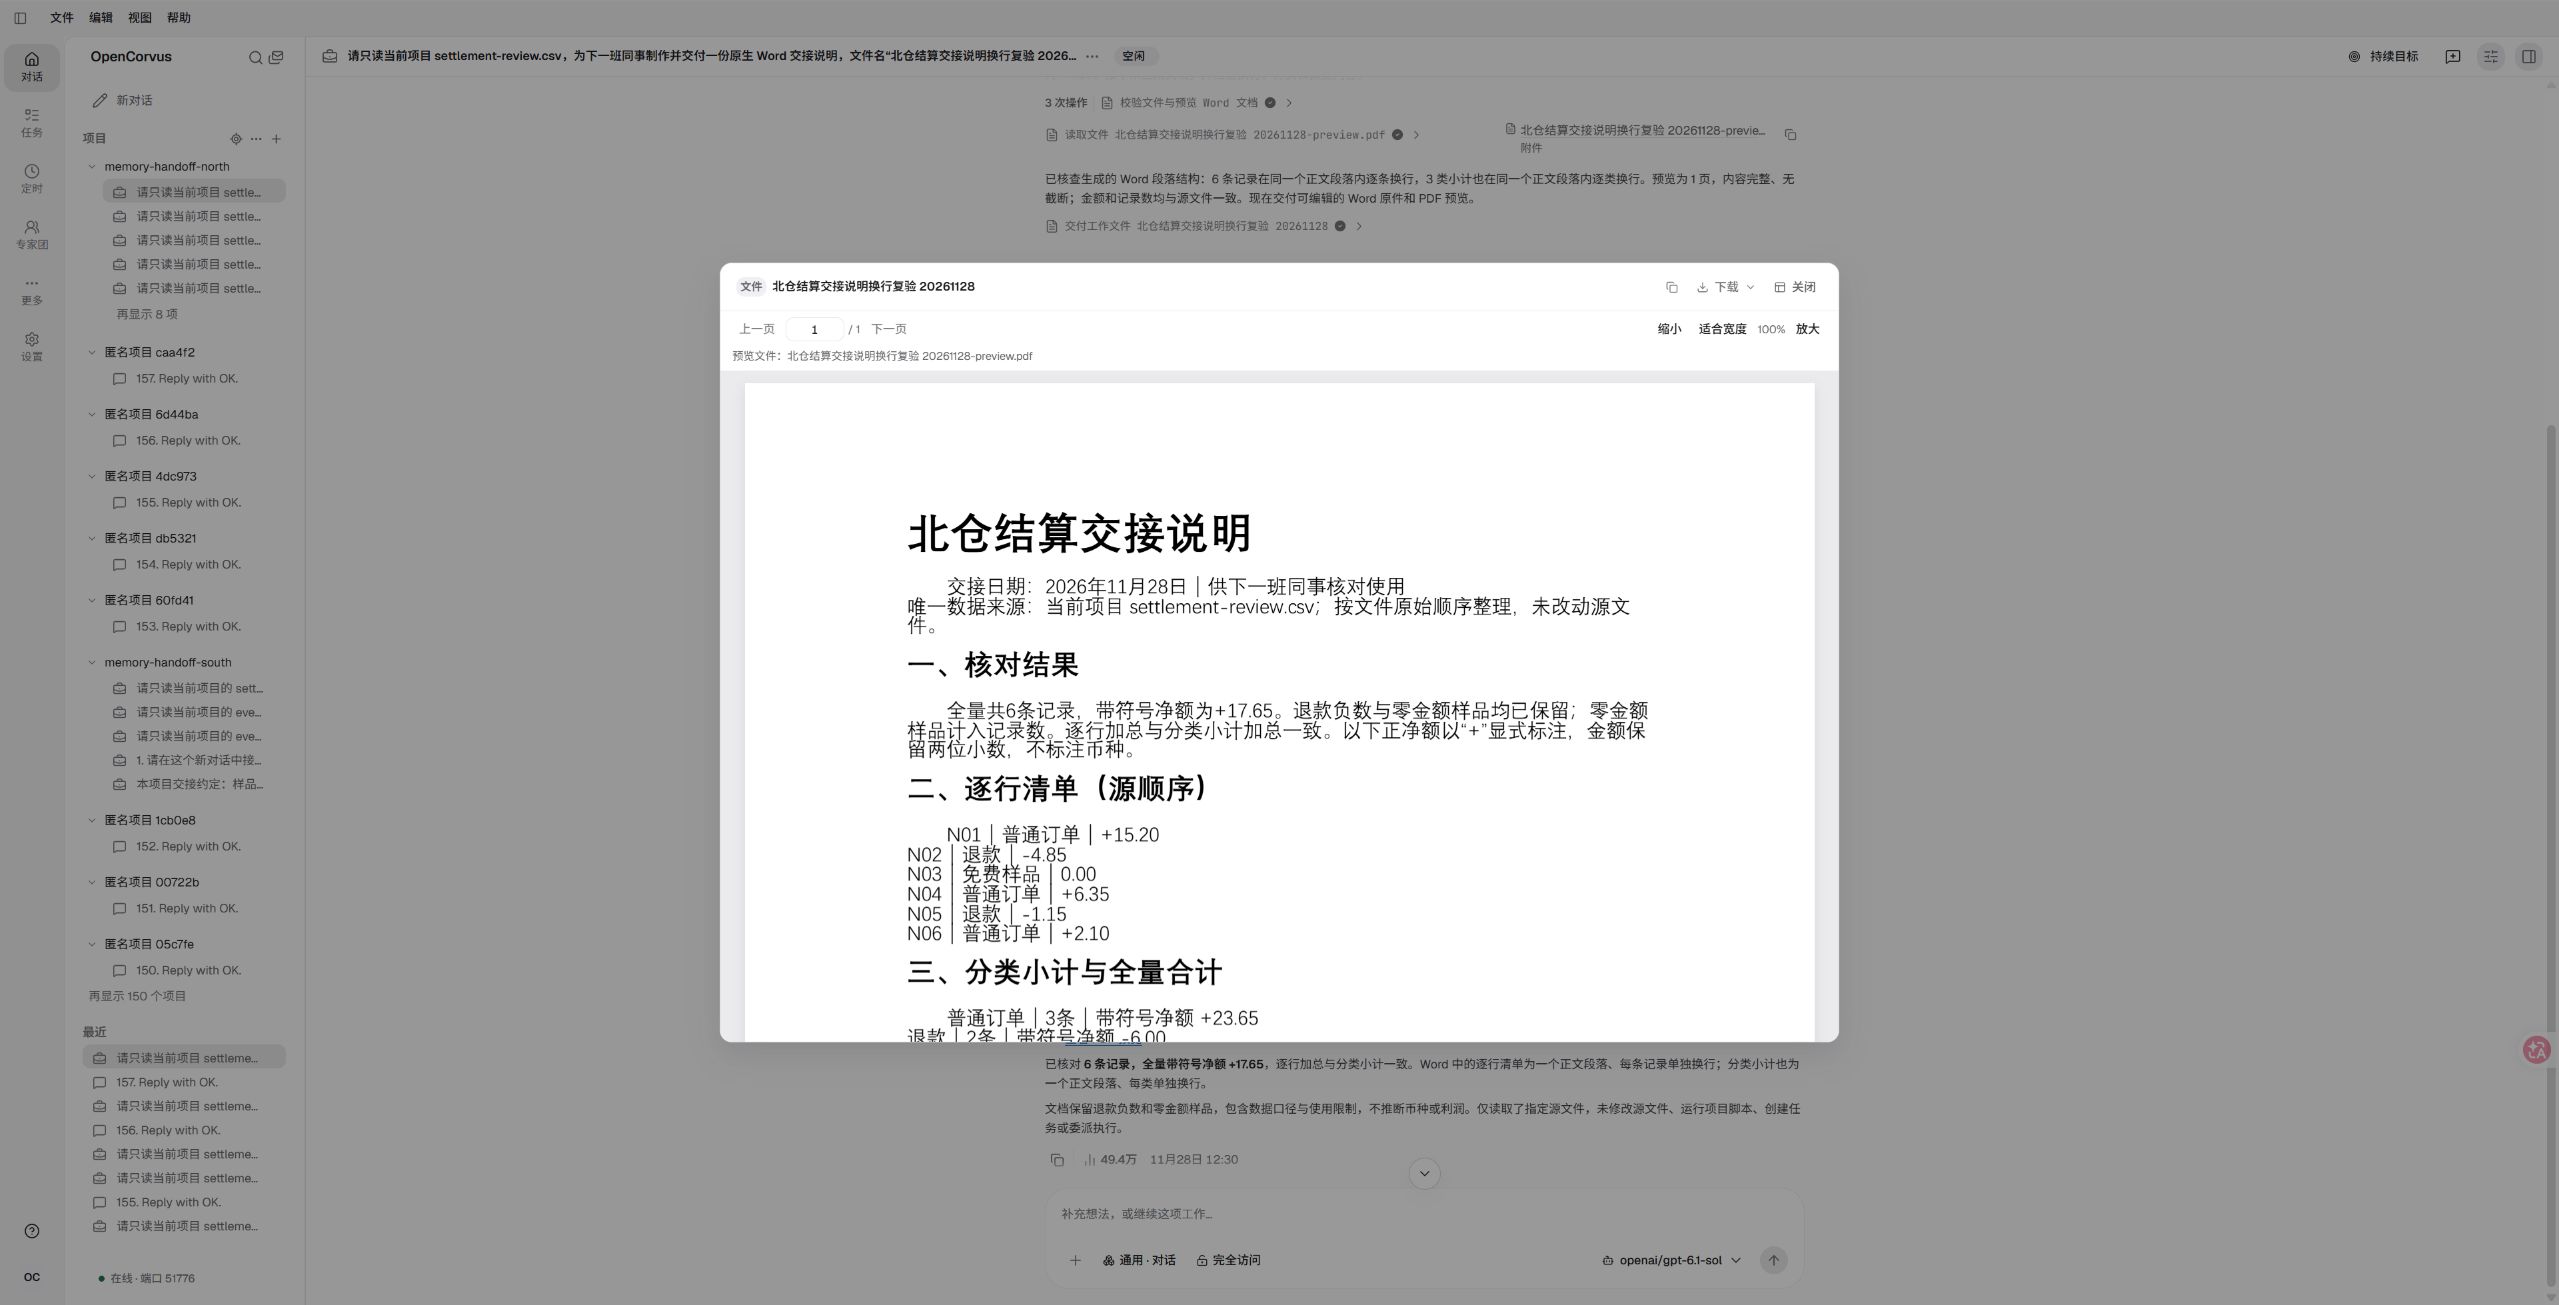 文件 编辑 视图 帮助
对话
任务
定时
专家团
更多
设置
OC
OpenCorvus
新对话
项目
memory-handoff-north
请只读当前项目 settle...
请只读当前项目 settle...
请只读当前项目 settle...
请只读当前项目 settle...
请只读当前项目 settle...
再显示 8 项
匿名项目 caa4f2
157. Reply with OK.
匿名项目 6d44ba
156. Reply with OK.
匿名项目 4dc973
155. Reply with OK.
匿名项目 db5321
154. Reply with OK.
匿名项目 60fd41
153. Reply with OK.
memory-handoff-south
请只读当前项目的 sett...
请只读当前项目的 eve...
请只读当前项目的 eve...
1. 请在这个新对话中接...
本项目交接约定：样品...
匿名项目 1cb0e8
152. Reply with OK.
匿名项目 00722b
151. Reply with OK.
匿名项目 05c7fe
150. Reply with OK.
再显示 150 个项目
最近
请只读当前项目 settleme...
157. Reply with OK.
请只读当前项目 settleme...
156. Reply with OK.
请只读当前项目 settleme...
请只读当前项目 settleme...
155. Reply with OK.
请只读当前项目 settleme...
在线 · 端口 51776
请只读当前项目 settlement-review.csv，为下一班同事制作并交付一份原生 Word 交接说明，文件名“北仓结算交接说明换行复验 2026... ... 空闲
持续目标
3 次操作 校验文件与预览 Word 文档
读取文件 北仓结算交接说明换行复验 20261128-preview.pdf
北仓结算交接说明换行复验 20261128-previe...
附件
已核查生成的 Word 段落结构：6 条记录在同一个正文段落内逐条换行，3 类小计也在同一个正文段落内逐类换行。预览为 1 页，内容完整、无
截断；金额和记录数均与源文件一致。现在交付可编辑的 Word 原件和 PDF 预览。
交付工作文件 北仓结算交接说明换行复验 20261128
文件 北仓结算交接说明换行复验 20261128
下载 关闭
上一页 1 / 1 下一页
缩小 适合宽度 100% 放大
预览文件：北仓结算交接说明换行复验 20261128-preview.pdf
北仓结算交接说明
交接日期：2026年11月28日｜供下一班同事核对使用
唯一数据来源：当前项目 settlement-review.csv；按文件原始顺序整理，未改动源文
件。
一、核对结果
全量共6条记录，带符号净额为+17.65。退款负数与零金额样品均已保留；零金额
样品计入记录数。逐行加总与分类小计加总一致。以下正净额以“+”显式标注，金额保
留两位小数，不标注币种。
二、逐行清单（源顺序）
N01｜普通订单｜+15.20
N02｜退款｜-4.85
N03｜免费样品｜0.00
N04｜普通订单｜+6.35
N05｜退款｜-1.15
N06｜普通订单｜+2.10
三、分类小计与全量合计
普通订单｜3条｜带符号净额 +23.65
退款｜2条｜带符号净额 -6.00
已核对 6 条记录，全量带符号净额 +17.65，逐行加总与分类小计一致。Word 中的逐行清单为一个正文段落、每条记录单独换行；分类小计也为
一个正文段落、每类单独换行。
文档保留退款负数和零金额样品，包含数据口径与使用限制，不推断币种或利润。仅读取了指定源文件，未修改源文件、运行项目脚本、创建任
务或委派执行。
49.4万 11月28日 12:30
补充想法，或继续这项工作...
通用 · 对话 完全访问
openai/gpt-6.1-sol